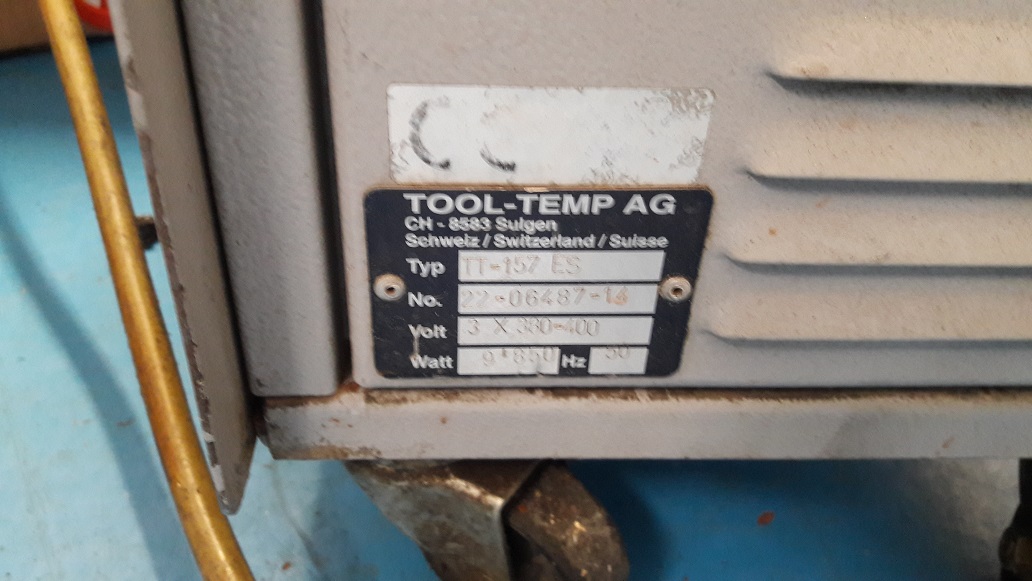 TOOL-TEMP AG
CH - 8583 Sulgen
Schweiz / Switzerland / Suisse
Typ TT-157 ES
No. 22-06487-14
Volt 3 X 380-400
Watt 9'850 Hz 50